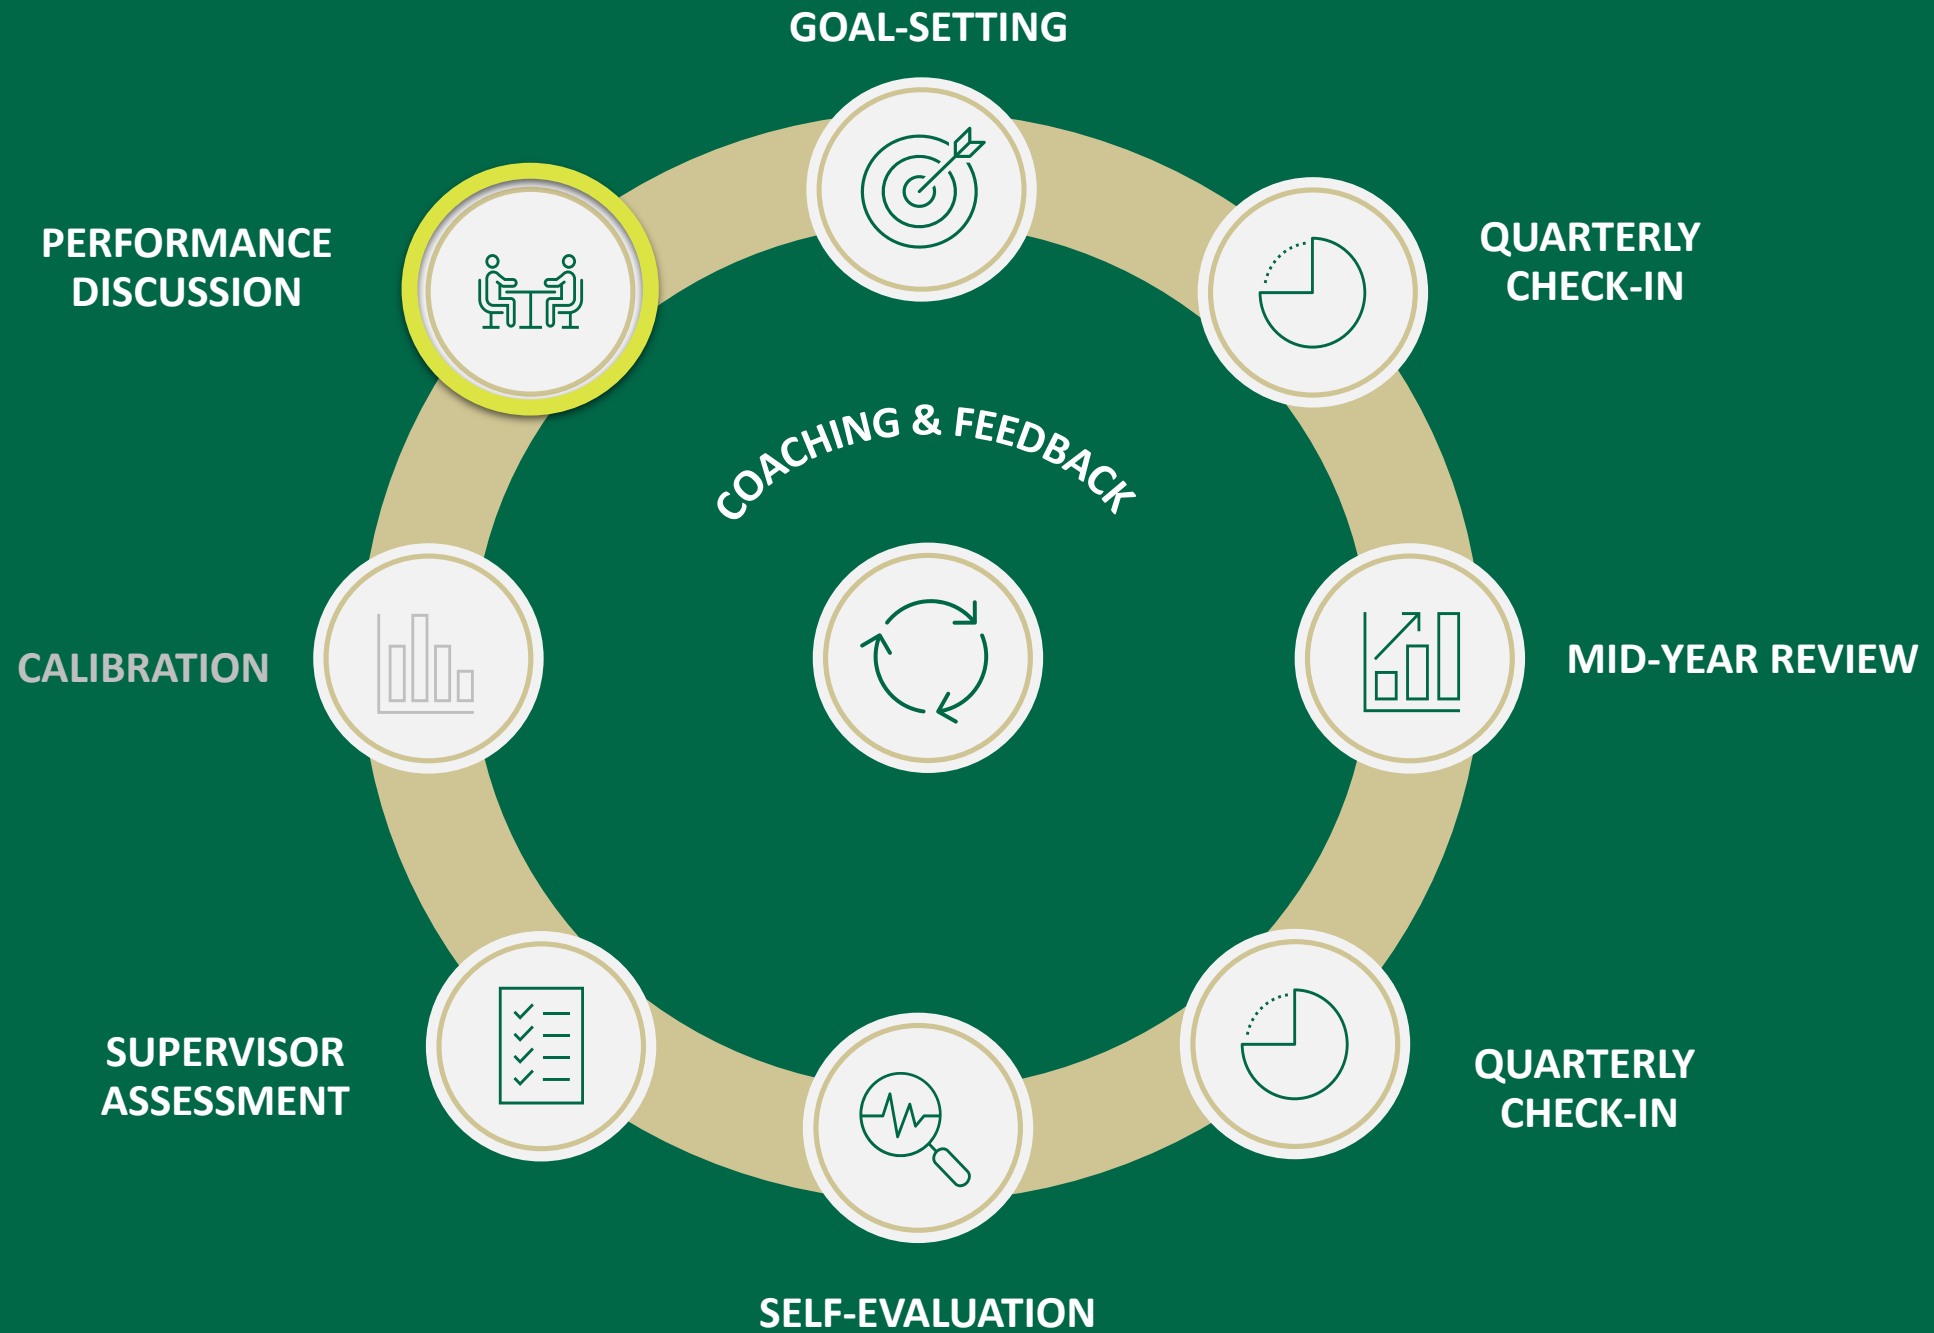 GOAL-SETTING
QUARTERLY
CHECK-IN
MID-YEAR REVIEW
QUARTERLY
CHECK-IN
SELF-EVALUATION
SUPERVISOR
ASSESSMENT
CALIBRATION
PERFORMANCE
DISCUSSION
COACHING & FEEDBACK